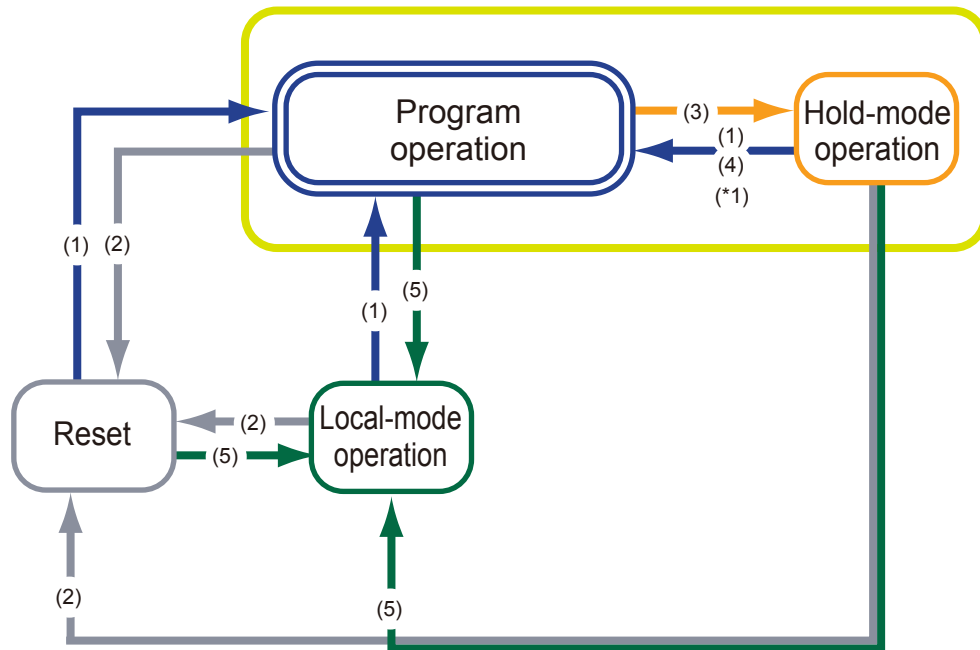 Program
operation
(3)
(1)
(4)
(*1)
Hold-mode
operation
(1)
(2)
(1)
(5)
Reset
(2)
(5)
Local-mode
operation
(2)
(5)